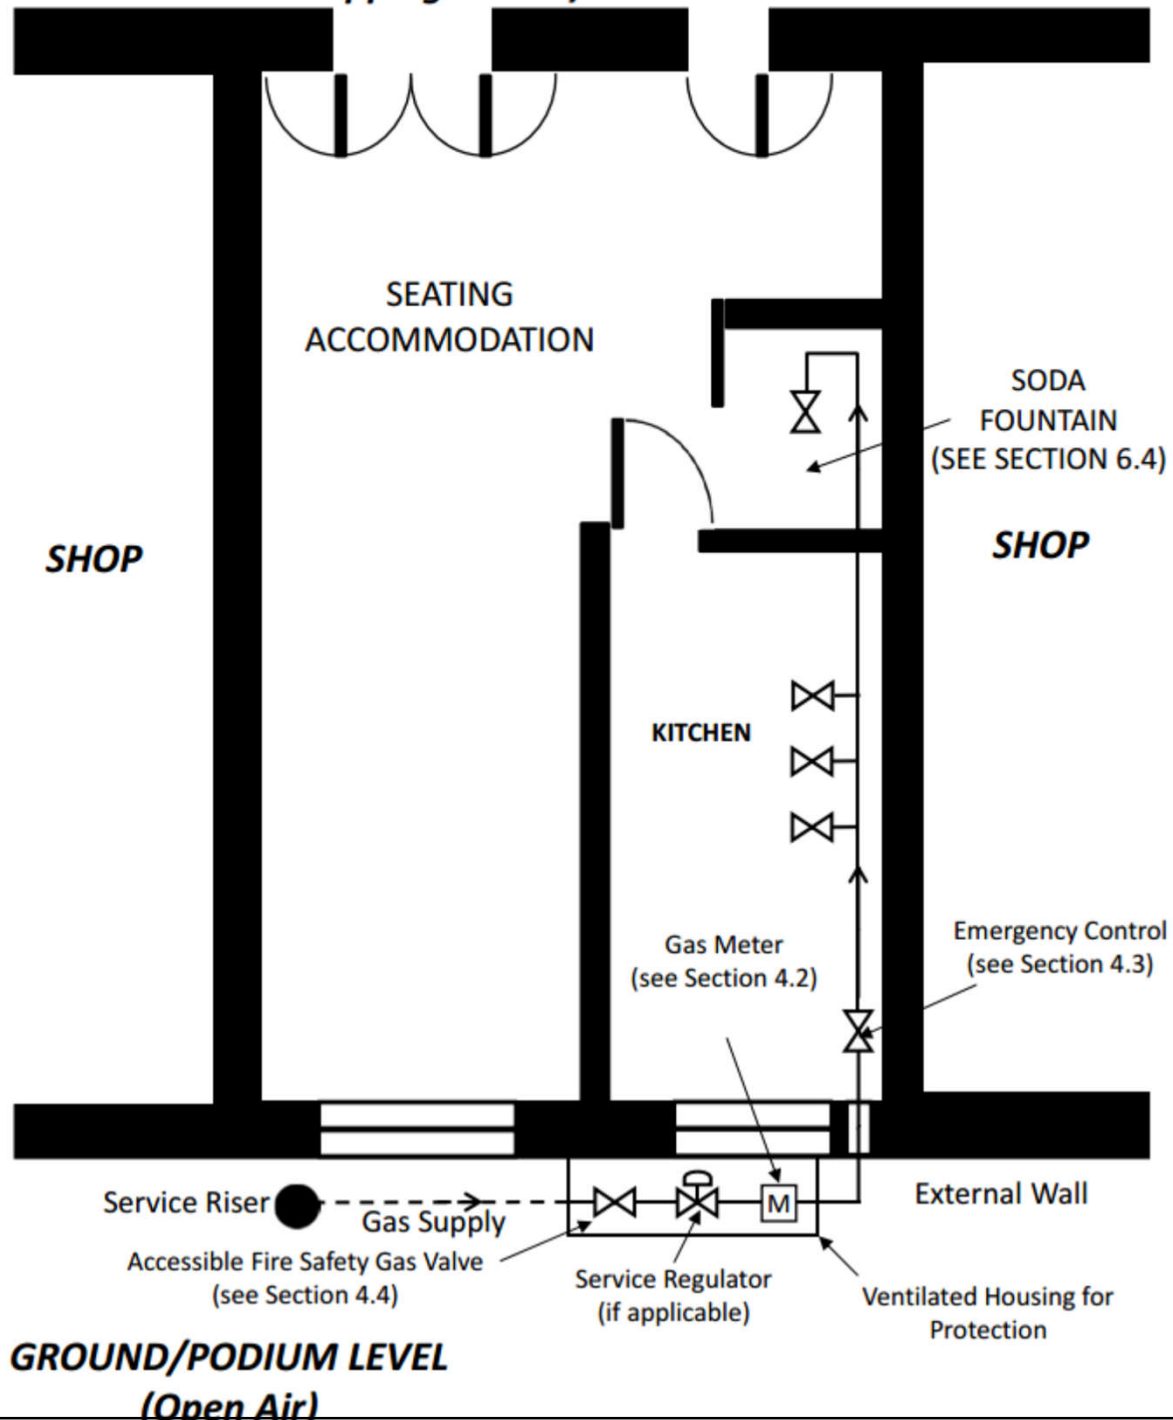 SEATING
ACCOMMODATION
SODA
FOUNTAIN
(SEE SECTION 6.4)
SHOP
SHOP
KITCHEN
Gas Meter
(see Section 4.2)
Emergency Control
(see Section 4.3)
Service Riser
Gas Supply
M
External Wall
Accessible Fire Safety Gas Valve
(see Section 4.4)
Service Regulator
(if applicable)
Ventilated Housing for
Protection
GROUND/PODIUM LEVEL
(Open Air)